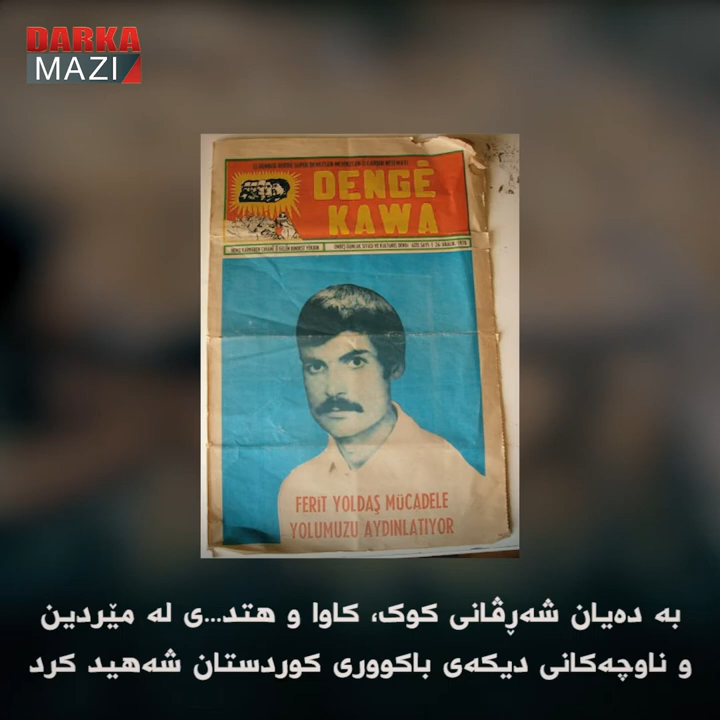 DARKA
MAZI
DENGÊ
KAWA
FERİT YOLDAŞ MÜCADELE
YOLUMUZU AYDINLATIYOR
بە دەیان شەڕڤانی کوک، کاوا و هتد...ی لە مێردین
و ناوچەکانی دیکەی باکووری کوردستان شەهید کرد